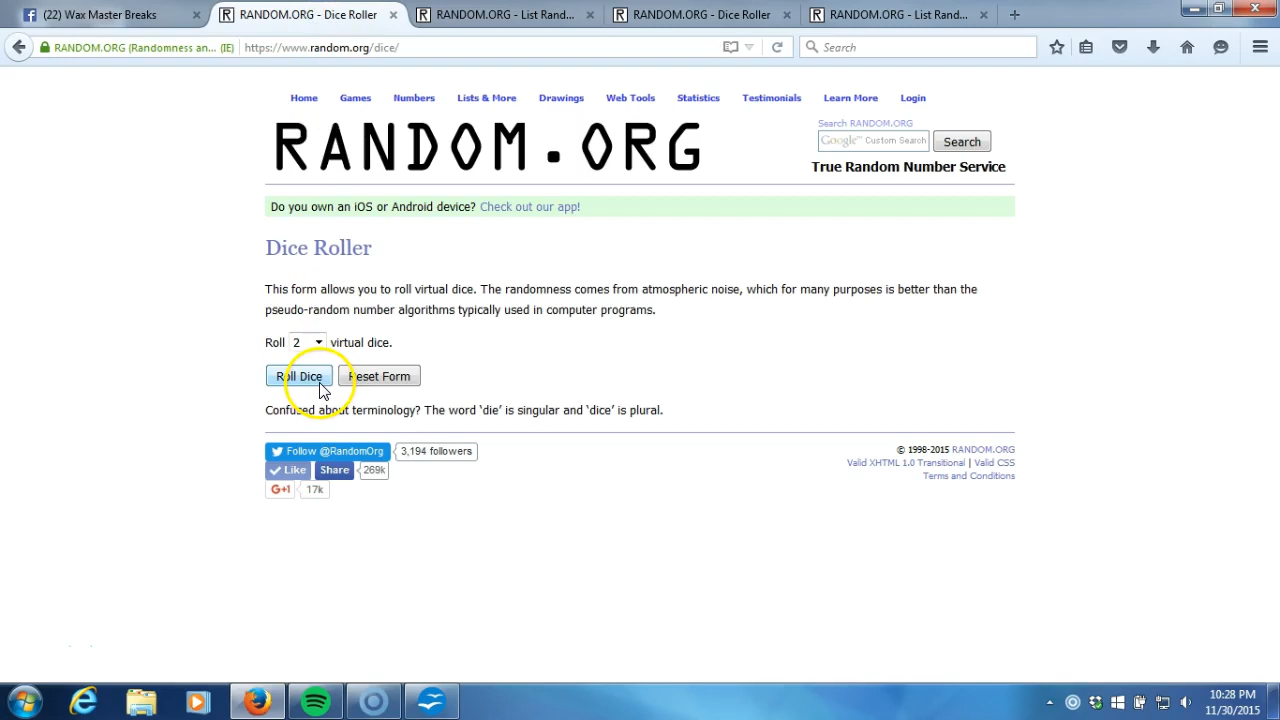 (22) Wax Master Breaks
RANDOM.ORG - Dice Roller
RANDOM.ORG - List Rand...
RANDOM.ORG - Dice Roller
RANDOM.ORG - List Rand...
RANDOM.ORG (Randomness an... (IE)
https://www.random.org/dice/
Search
Home Games Numbers Lists & More Drawings Web Tools Statistics Testimonials Learn More Login
RANDOM.ORG
Search RANDOM.ORG
Google™ Custom Search
Search
True Random Number Service
Do you own an iOS or Android device? Check out our app!
Dice Roller
This form allows you to roll virtual dice. The randomness comes from atmospheric noise, which for many purposes is better than the
pseudo-random number algorithms typically used in computer programs.
Roll 2 virtual dice.
Roll Dice Reset Form
Confused about terminology? The word ‘die’ is singular and ‘dice’ is plural.
Follow @RandomOrg 3,194 followers
Like Share 269k
G+1 17k
© 1998-2015 RANDOM.ORG
Valid XHTML 1.0 Transitional | Valid CSS
Terms and Conditions
10:28 PM
11/30/2015